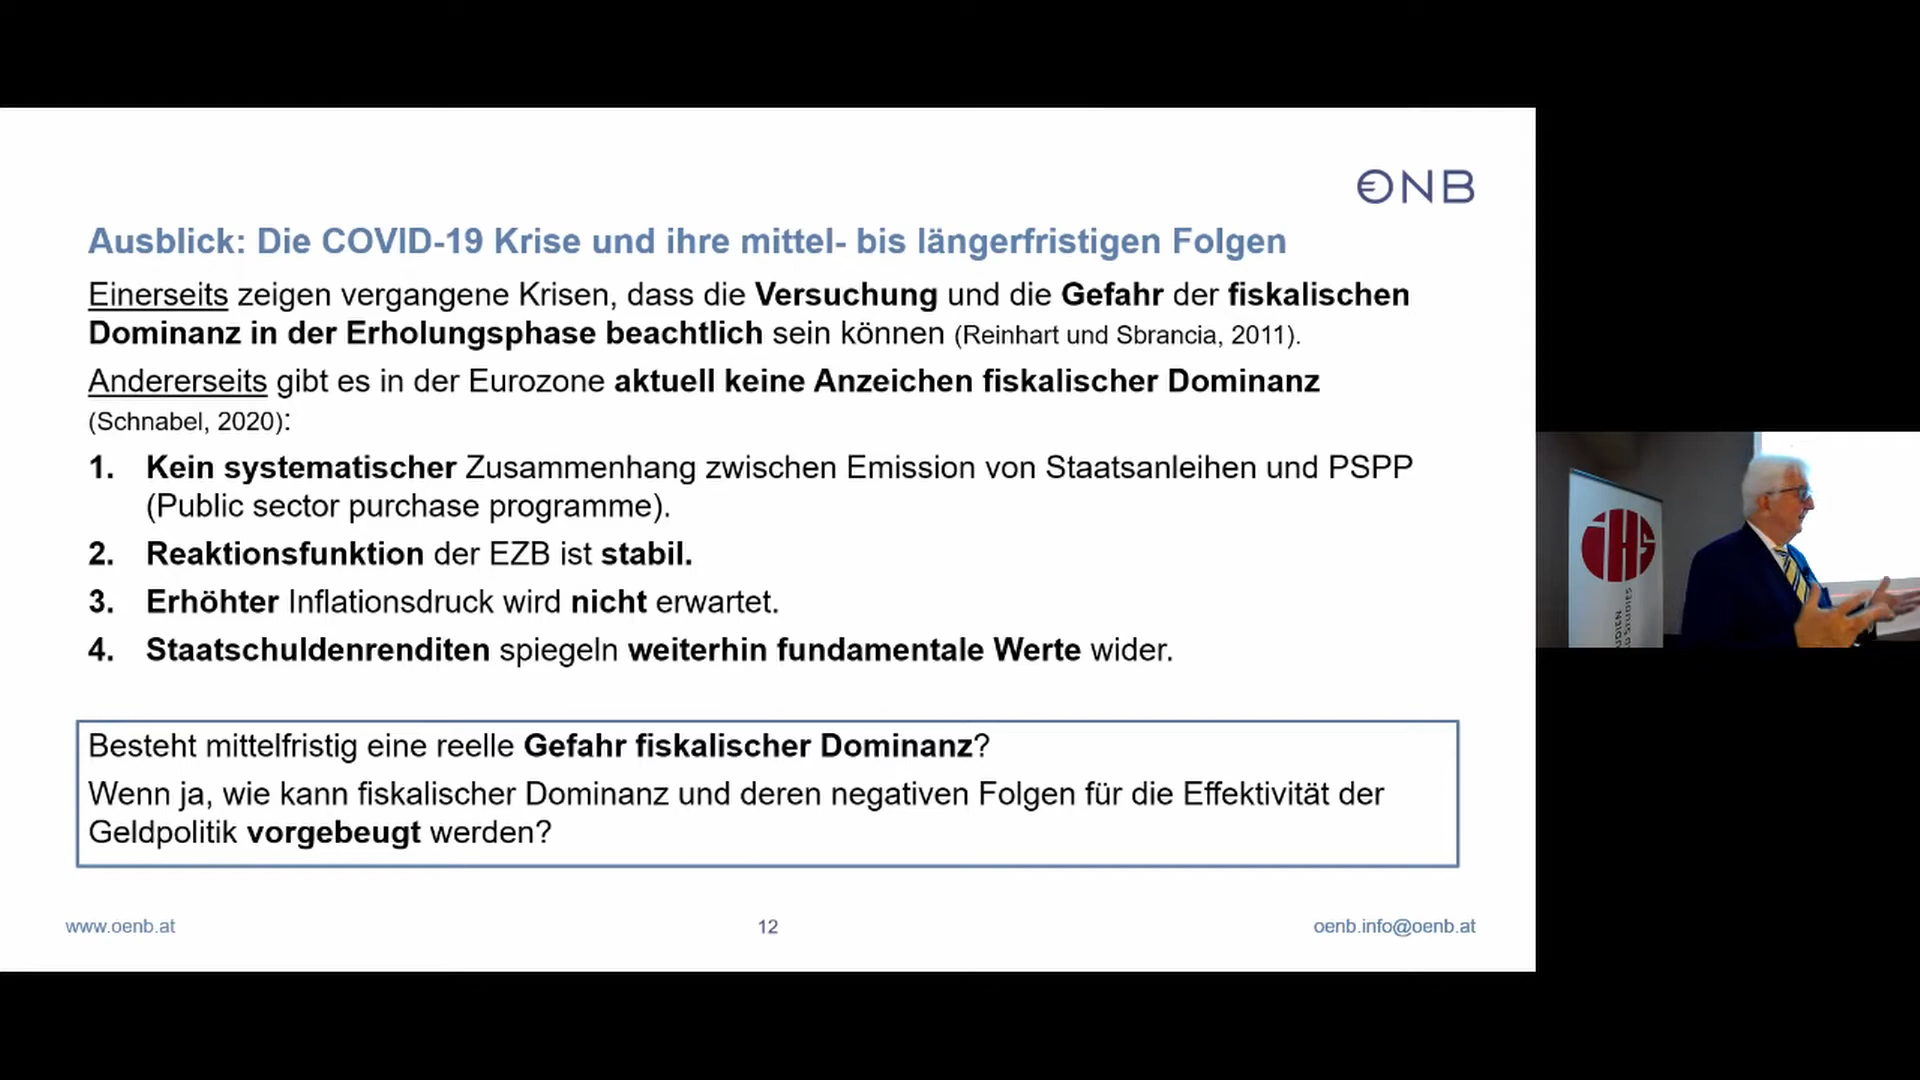 ONB
Ausblick: Die COVID-19 Krise und ihre mittel- bis längerfristigen Folgen
Einerseits zeigen vergangene Krisen, dass die Versuchung und die Gefahr der fiskalischen
Dominanz in der Erholungsphase beachtlich sein können (Reinhart und Sbrancia, 2011).
Andererseits gibt es in der Eurozone aktuell keine Anzeichen fiskalischer Dominanz
(Schnabel, 2020):
1. Kein systematischer Zusammenhang zwischen Emission von Staatsanleihen und PSPP
(Public sector purchase programme).
2. Reaktionsfunktion der EZB ist stabil.
3. Erhöhter Inflationsdruck wird nicht erwartet.
4. Staatschuldenrenditen spiegeln weiterhin fundamentale Werte wider.
Besteht mittelfristig eine reelle Gefahr fiskalischer Dominanz?
Wenn ja, wie kann fiskalischer Dominanz und deren negativen Folgen für die Effektivität der
Geldpolitik vorgebeugt werden?
www.oenb.at
12
oenb.info@oenb.at
iHS